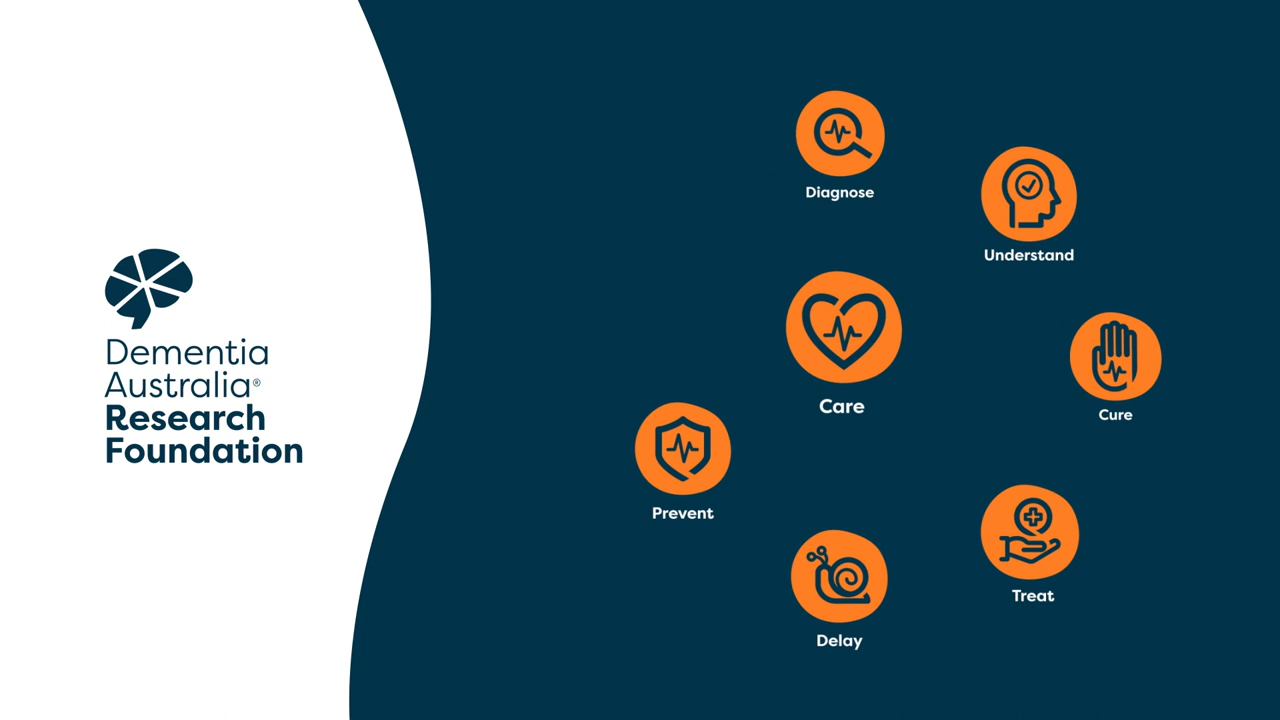 Dementia
Australia®
Research
Foundation
Diagnose
Understand
Care
Cure
Prevent
Treat
Delay